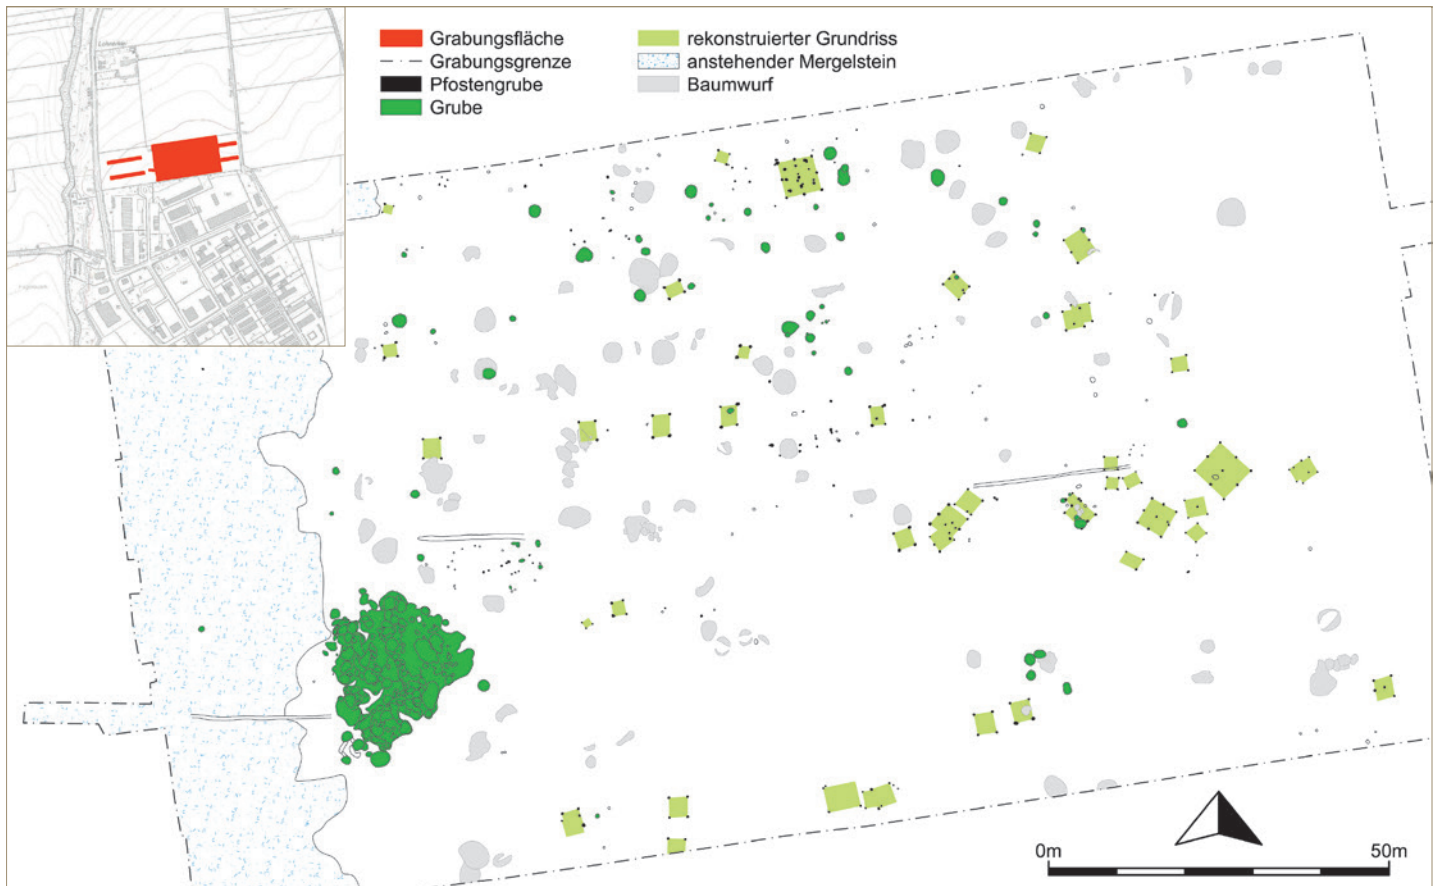 Grabungsfläche
Grabungsgrenze
Pfostengrube
Grube
rekonstruierter Grundriss
anstehender Mergelstein
Baumwurf
0m
50m